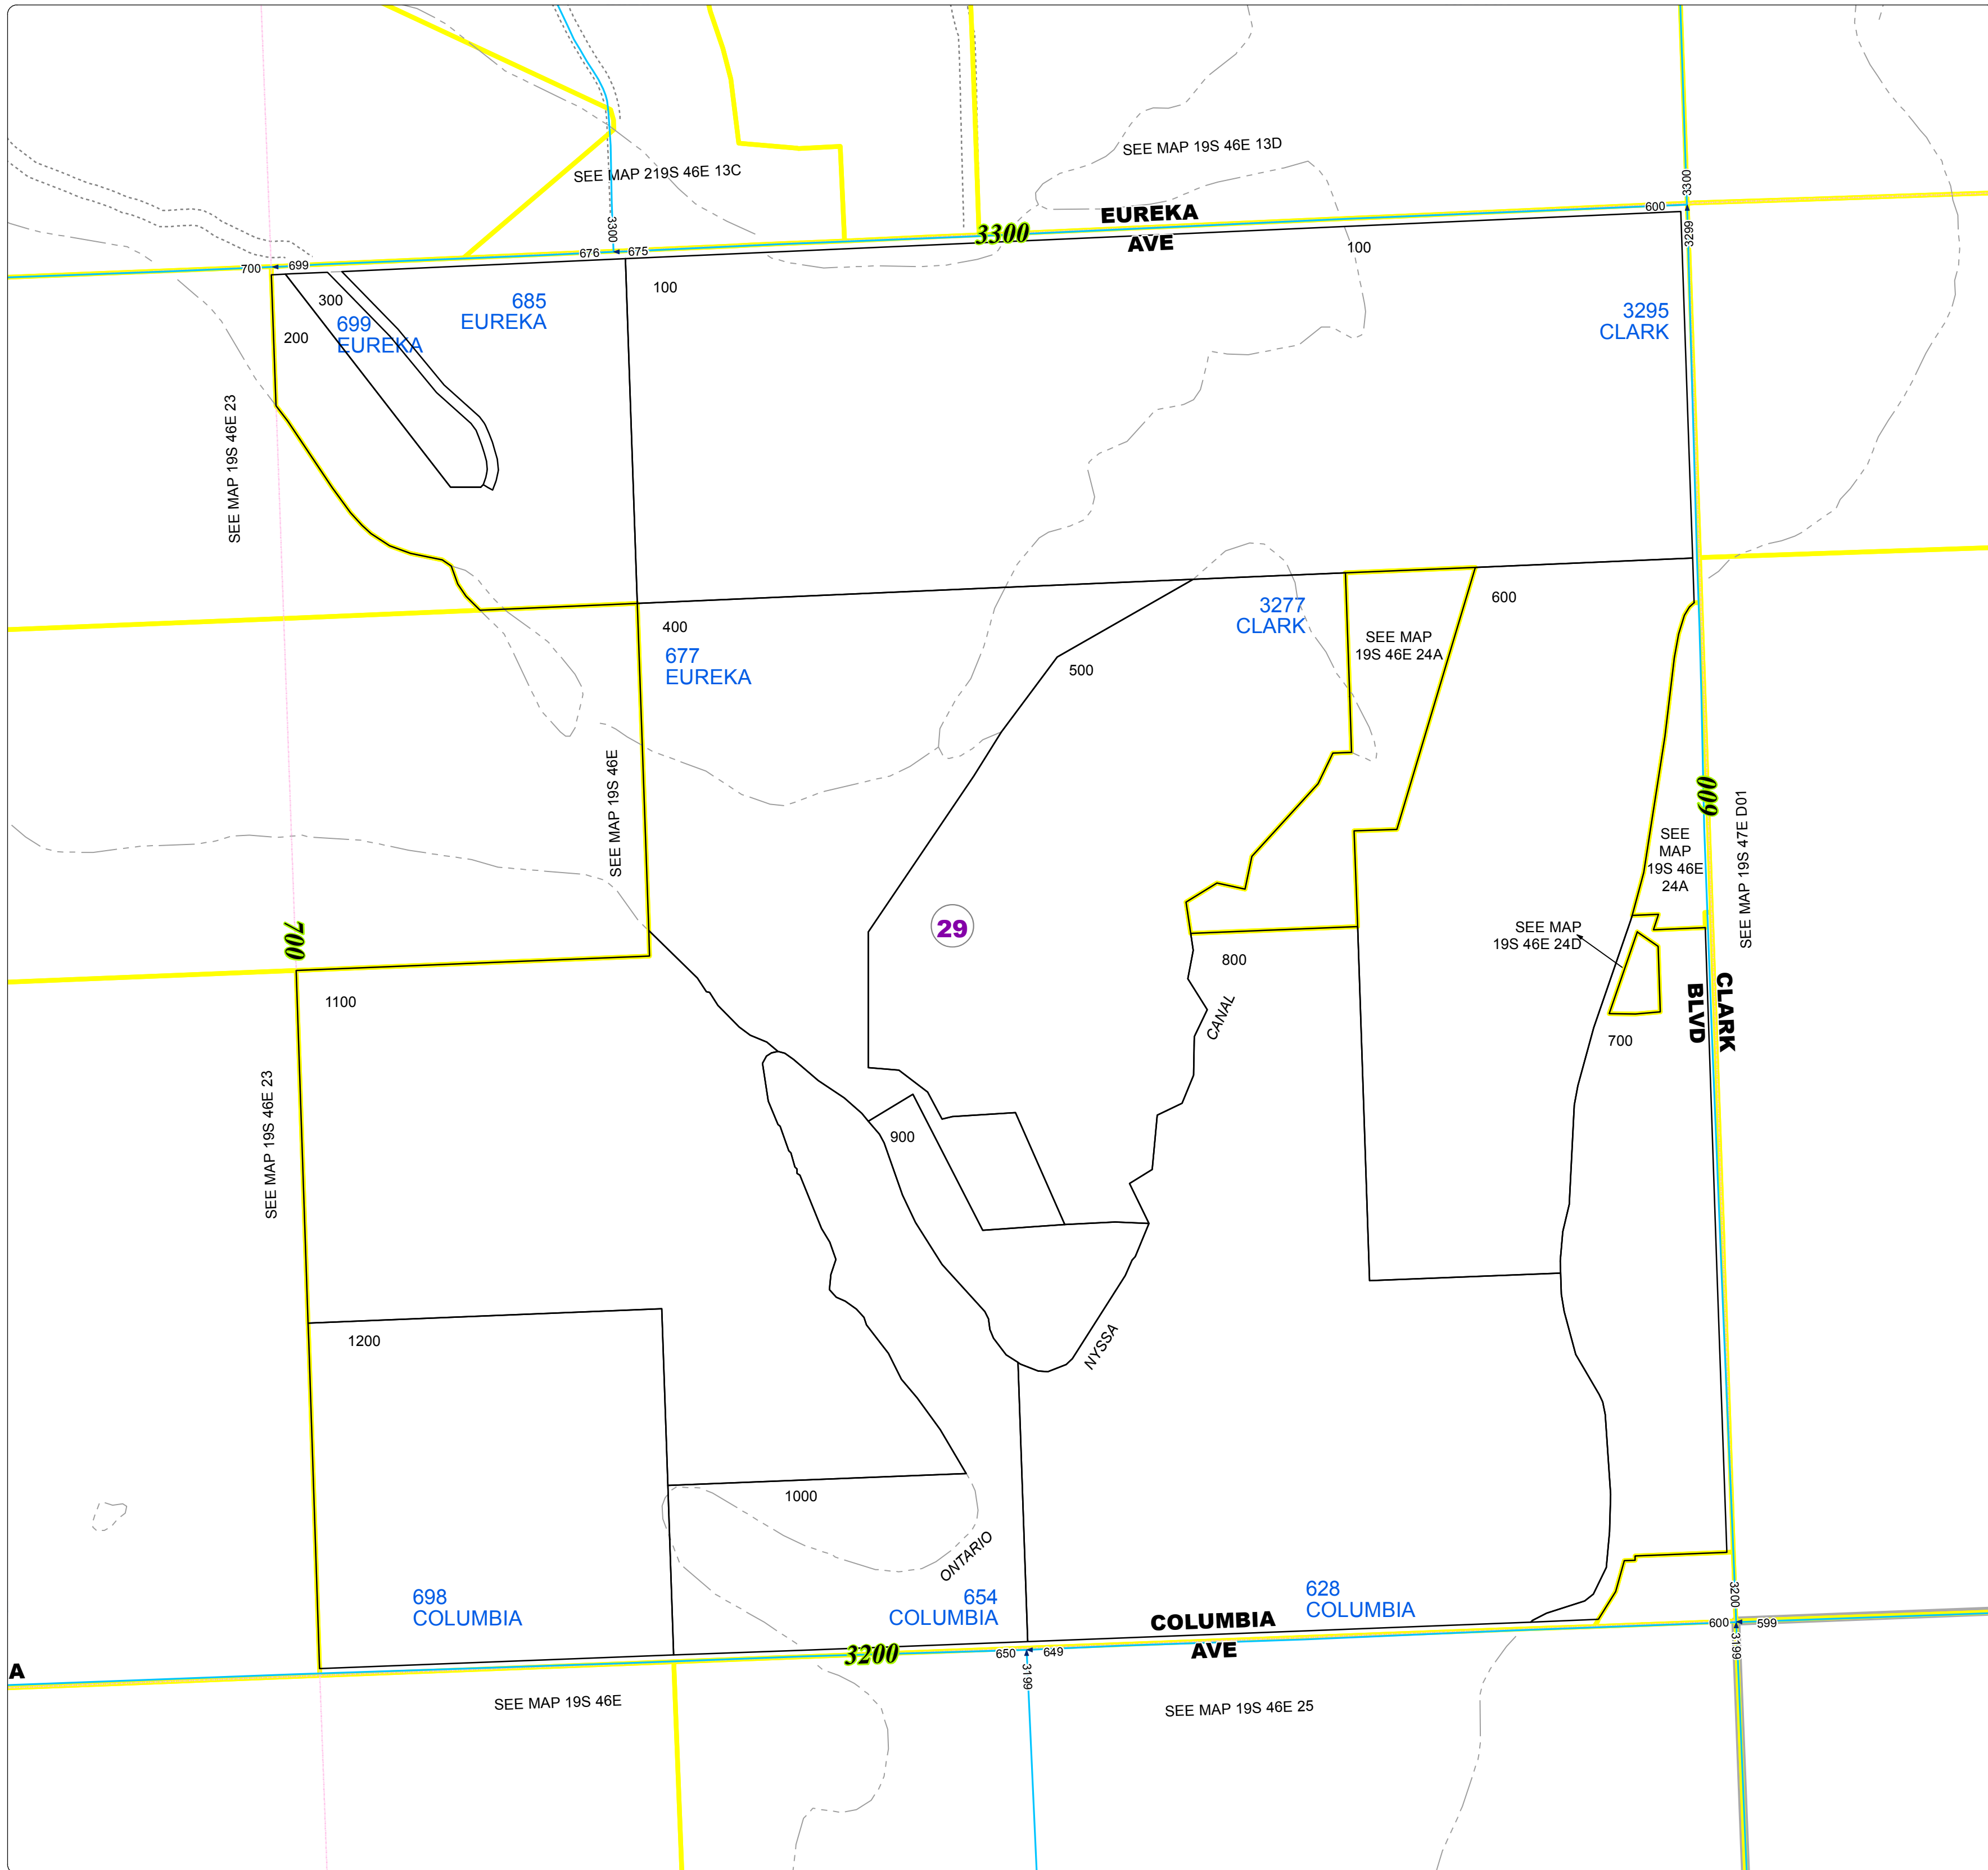 SEE MAP 19S 46E 13D
SEE MAP 219S 46E 13C
3300
3300
600
EUREKA
3300
AVE
3299
100
676
675
700
699
300
685
EUREKA
100
699
EUREKA
200
3295
CLARK
SEE MAP 19S 46E 23
400
677
EUREKA
3277
CLARK
600
SEE MAP
19S 46E 24A
500
SEE MAP 19S 46E
600
SEE MAP 19S 47E D01
SEE
MAP
19S 46E
24A
29
SEE MAP
19S 46E 24D
700
800
1100
CANAL
CLARK
BLVD
700
SEE MAP 19S 46E 23
900
1200
NYSSA
1000
ONTARIO
698
COLUMBIA
654
COLUMBIA
628
COLUMBIA
3200
COLUMBIA
AVE
600
599
3200
650
649
3199
3199
A
SEE MAP 19S 46E
SEE MAP 19S 46E 25